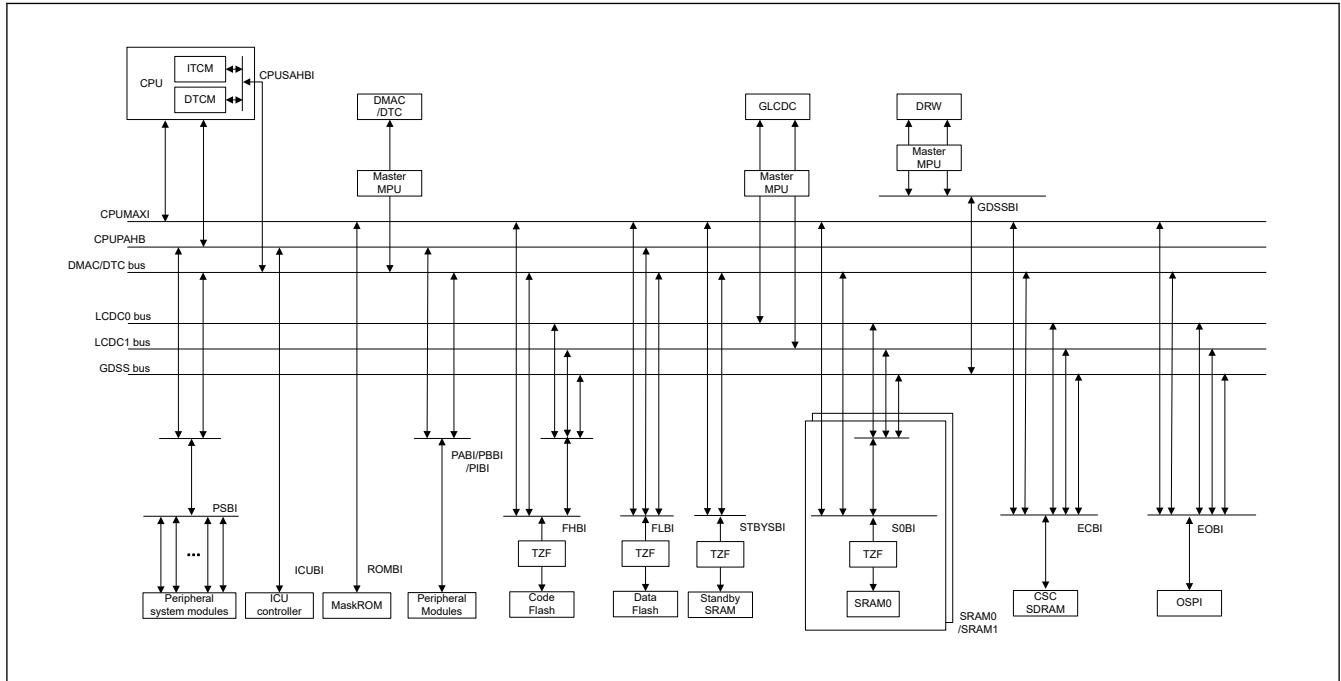 CPU
ITCM
DTCM
CPUSAHBI
DMAC
/DTC
GLCDC
DRW
Master
MPU
Master
MPU
Master
MPU
GDSSBI
CPUMAXI
CPUPAHB
DMAC/DTC bus
LCDC0 bus
LCDC1 bus
GDSS bus
PABI/PBBI
/PIBI
PSBI
FHBI
FLBI
STBYSBI
S0BI
ECBI
EOBI
...
TZF
TZF
TZF
TZF
ICUBI
ROMBI
Peripheral
system modules
ICU
controller
MaskROM
Peripheral
Modules
Code
Flash
Data
Flash
Standby
SRAM
SRAM0
SRAM0
/SRAM1
CSC
SDRAM
OSPI